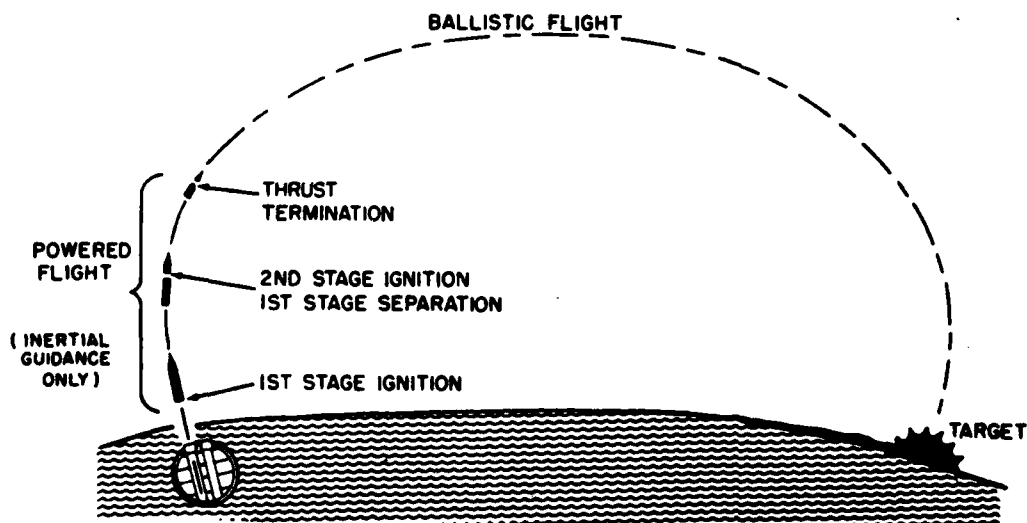 BALLISTIC FLIGHT
THRUST
TERMINATION
POWERED
FLIGHT
2ND STAGE IGNITION
1ST STAGE SEPARATION
( INERTIAL
GUIDANCE
ONLY )
1ST STAGE IGNITION
TARGET